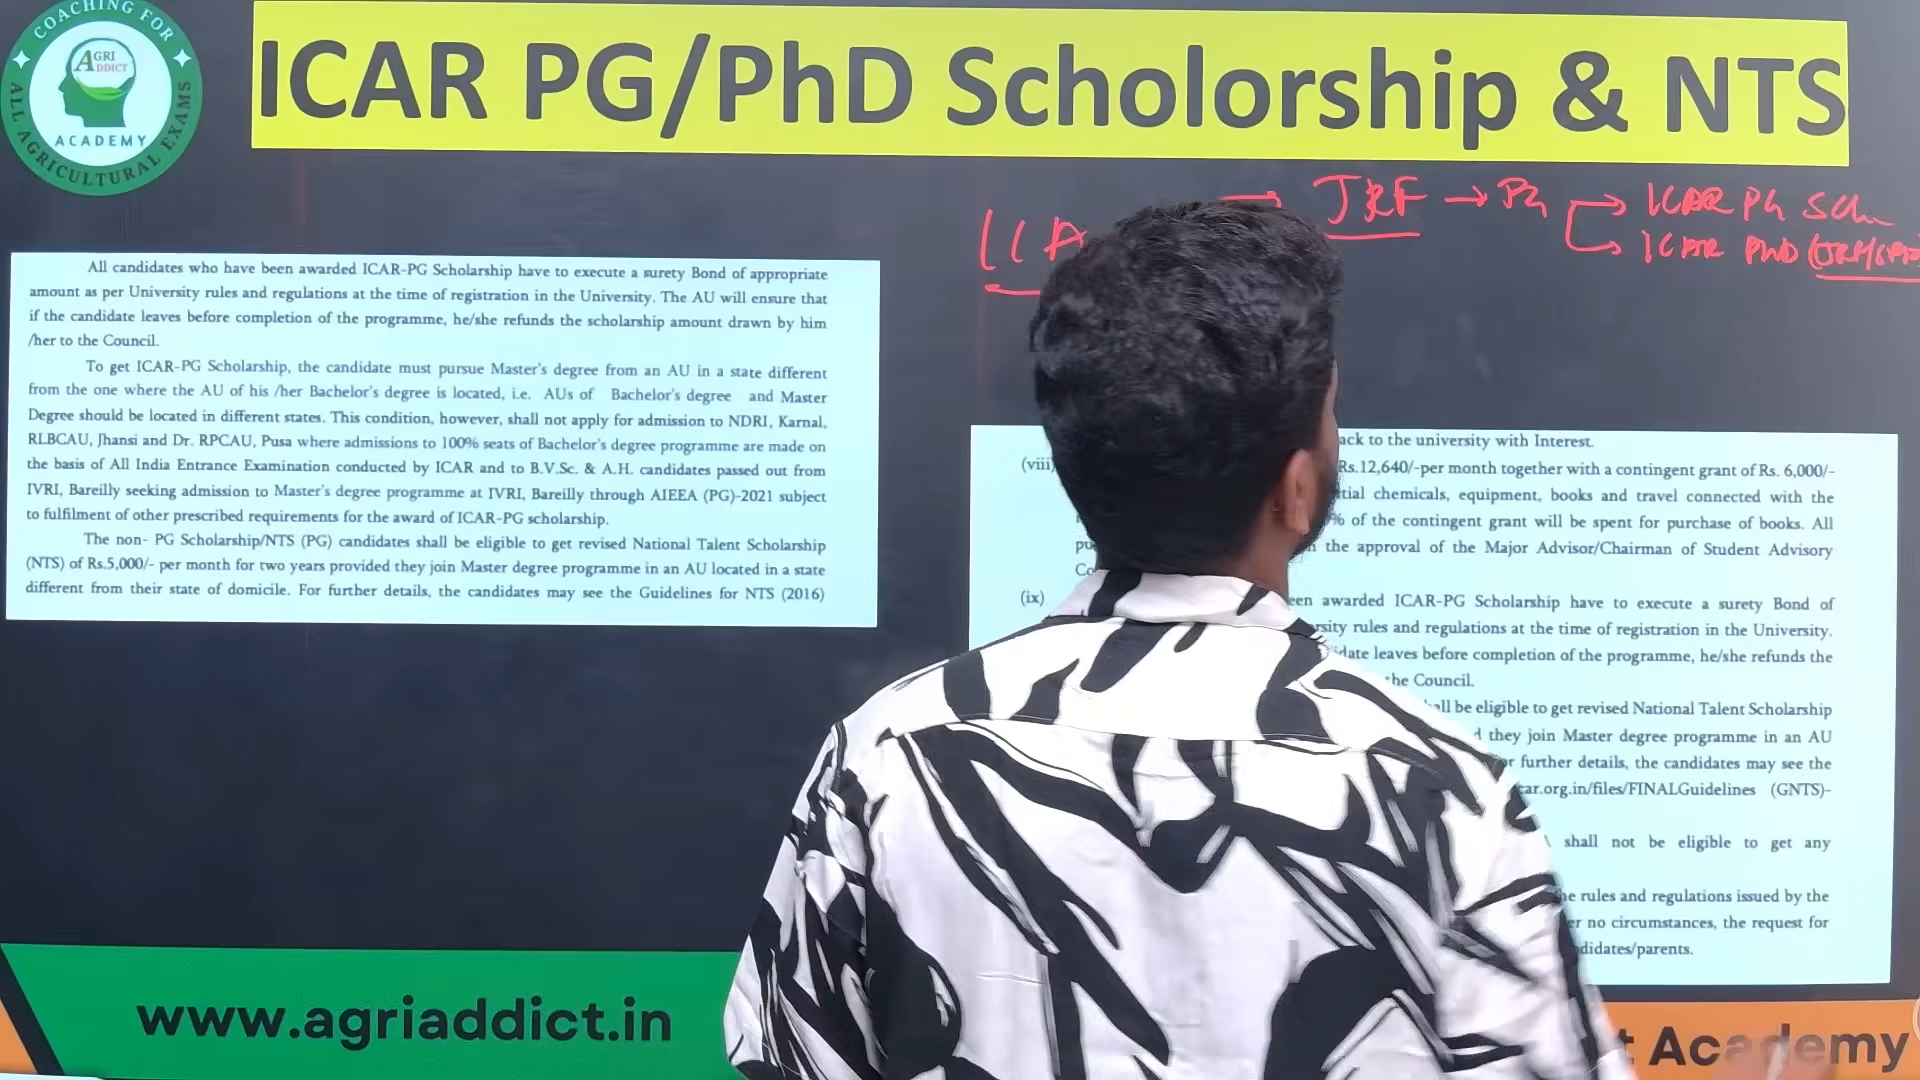 COACHING FOR
ALL AGRICULTURAL EXAMS
AGRI
ADDICT
ACADEMY
ICAR PG/PhD Scholorship & NTS
JRF → PG → ICAR PG Sch
ICAR PhD
All candidates who have been awarded ICAR-PG Scholarship have to execute a surety Bond of appropriate
amount as per University rules and regulations at the time of registration in the University. The AU will ensure that
if the candidate leaves before completion of the programme, he/she refunds the scholarship amount drawn by him
/her to the Council.
To get ICAR-PG Scholarship, the candidate must pursue Master's degree from an AU in a state different
from the one where the AU of his /her Bachelor's degree is located, i.e. AUs of Bachelor's degree and Master
Degree should be located in different states. This condition, however, shall not apply for admission to NDRI, Karnal,
RLBCAU, Jhansi and Dr. RPCAU, Pusa where admissions to 100% seats of Bachelor's degree programme are made on
the basis of All India Entrance Examination conducted by ICAR and to B.V.Sc. & A.H. candidates passed out from
IVRI, Bareilly seeking admission to Master's degree programme at IVRI, Bareilly through AIEEA (PG)-2021 subject
to fulfilment of other prescribed requirements for the award of ICAR-PG scholarship.
The non- PG Scholarship/NTS (PG) candidates shall be eligible to get revised National Talent Scholarship
(NTS) of Rs.5,000/- per month for two years provided they join Master degree programme in an AU located in a state
different from their state of domicile. For further details, the candidates may see the Guidelines for NTS (2016)
ack to the university with Interest.
(viii) Rs.12,640/-per month together with a contingent grant of Rs. 6,000/-
tial chemicals, equipment, books and travel connected with the
% of the contingent grant will be spent for purchase of books. All
pu the approval of the Major Advisor/Chairman of Student Advisory
Co
(ix) een awarded ICAR-PG Scholarship have to execute a surety Bond of
rsity rules and regulations at the time of registration in the University.
date leaves before completion of the programme, he/she refunds the
the Council.
all be eligible to get revised National Talent Scholarship
d they join Master degree programme in an AU
or further details, the candidates may see the
car.org.in/files/FINALGuidelines (GNTS)-
shall not be eligible to get any
he rules and regulations issued by the
er no circumstances, the request for
didates/parents.
www.agriaddict.in
t Academy